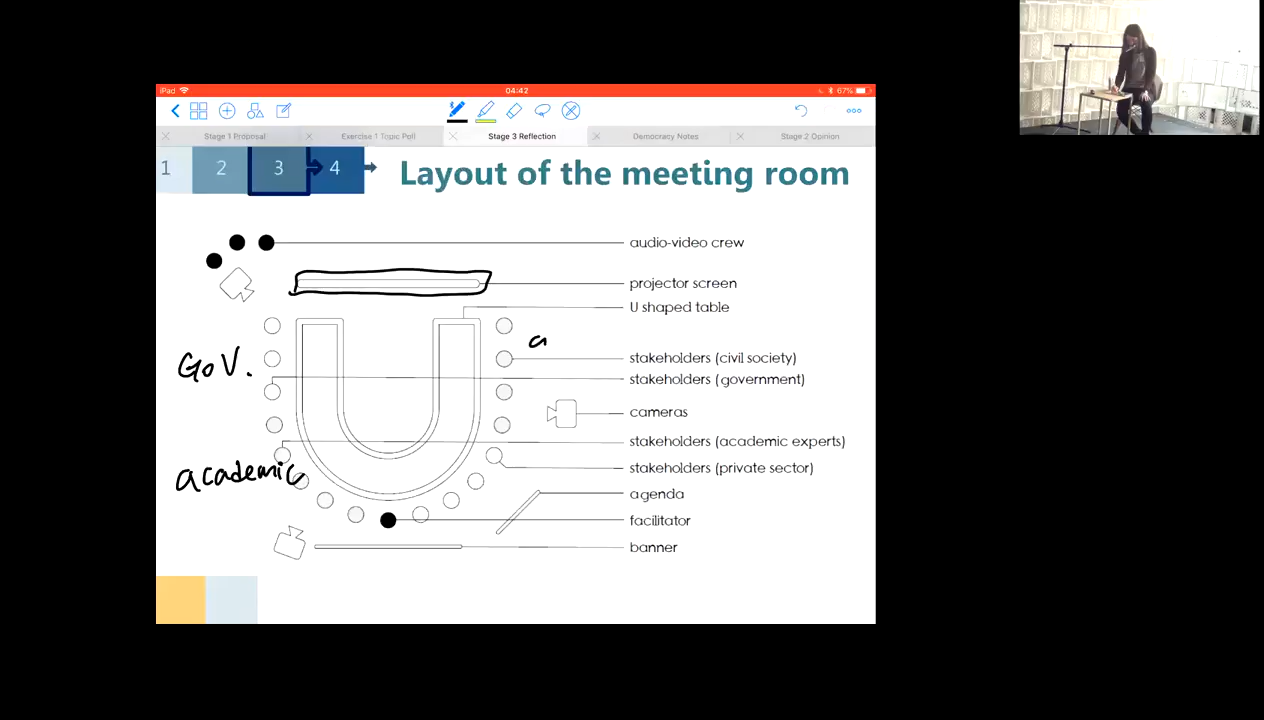 iPad 04:42 67%
Stage 1 Proposal Exercise 1 Topic Poll Stage 3 Reflection Democracy Notes Stage 2 Opinion
1 2 3 4 Layout of the meeting room
audio-video crew
projector screen
U shaped table
a
GoV.
stakeholders (civil society)
stakeholders (government)
cameras
stakeholders (academic experts)
academic
stakeholders (private sector)
agenda
facilitator
banner